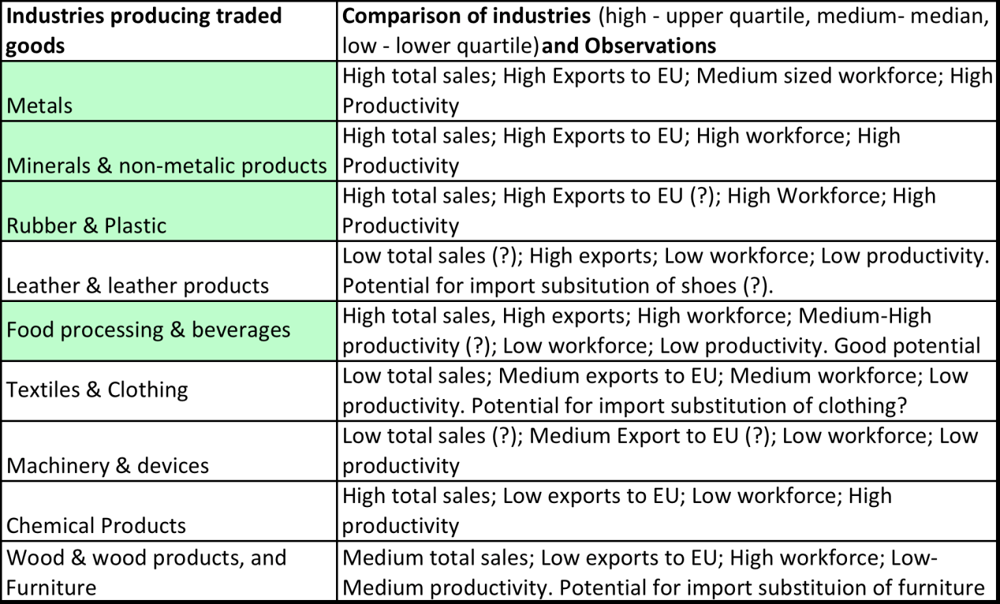 Industries producing traded
goods
Comparison of industries (high - upper quartile, medium- median,
low - lower quartile)and Observations
Metals
High total sales; High Exports to EU; Medium sized workforce; High
Productivity
Minerals & non-metalic products
High total sales; High Exports to EU; High workforce; High
Productivity
Rubber & Plastic
High total sales; High Exports to EU (?); High Workforce; High
Productivity
Leather & leather products
Low total sales (?); High exports; Low workforce; Low productivity.
Potential for import subsitution of shoes (?).
Food processing & beverages
High total sales, High exports; High workforce; Medium-High
productivity (?); Low workforce; Low productivity. Good potential
Textiles & Clothing
Low total sales; Medium exports to EU; Medium workforce; Low
productivity. Potential for import substitution of clothing?
Machinery & devices
Low total sales (?); Medium Export to EU (?); Low workforce; Low
productivity
Chemical Products
High total sales; Low exports to EU; Low workforce; High
productivity
Wood & wood products, and
Furniture
Medium total sales; Low exports to EU; High workforce; Low-
Medium productivity. Potential for import substituion of furniture